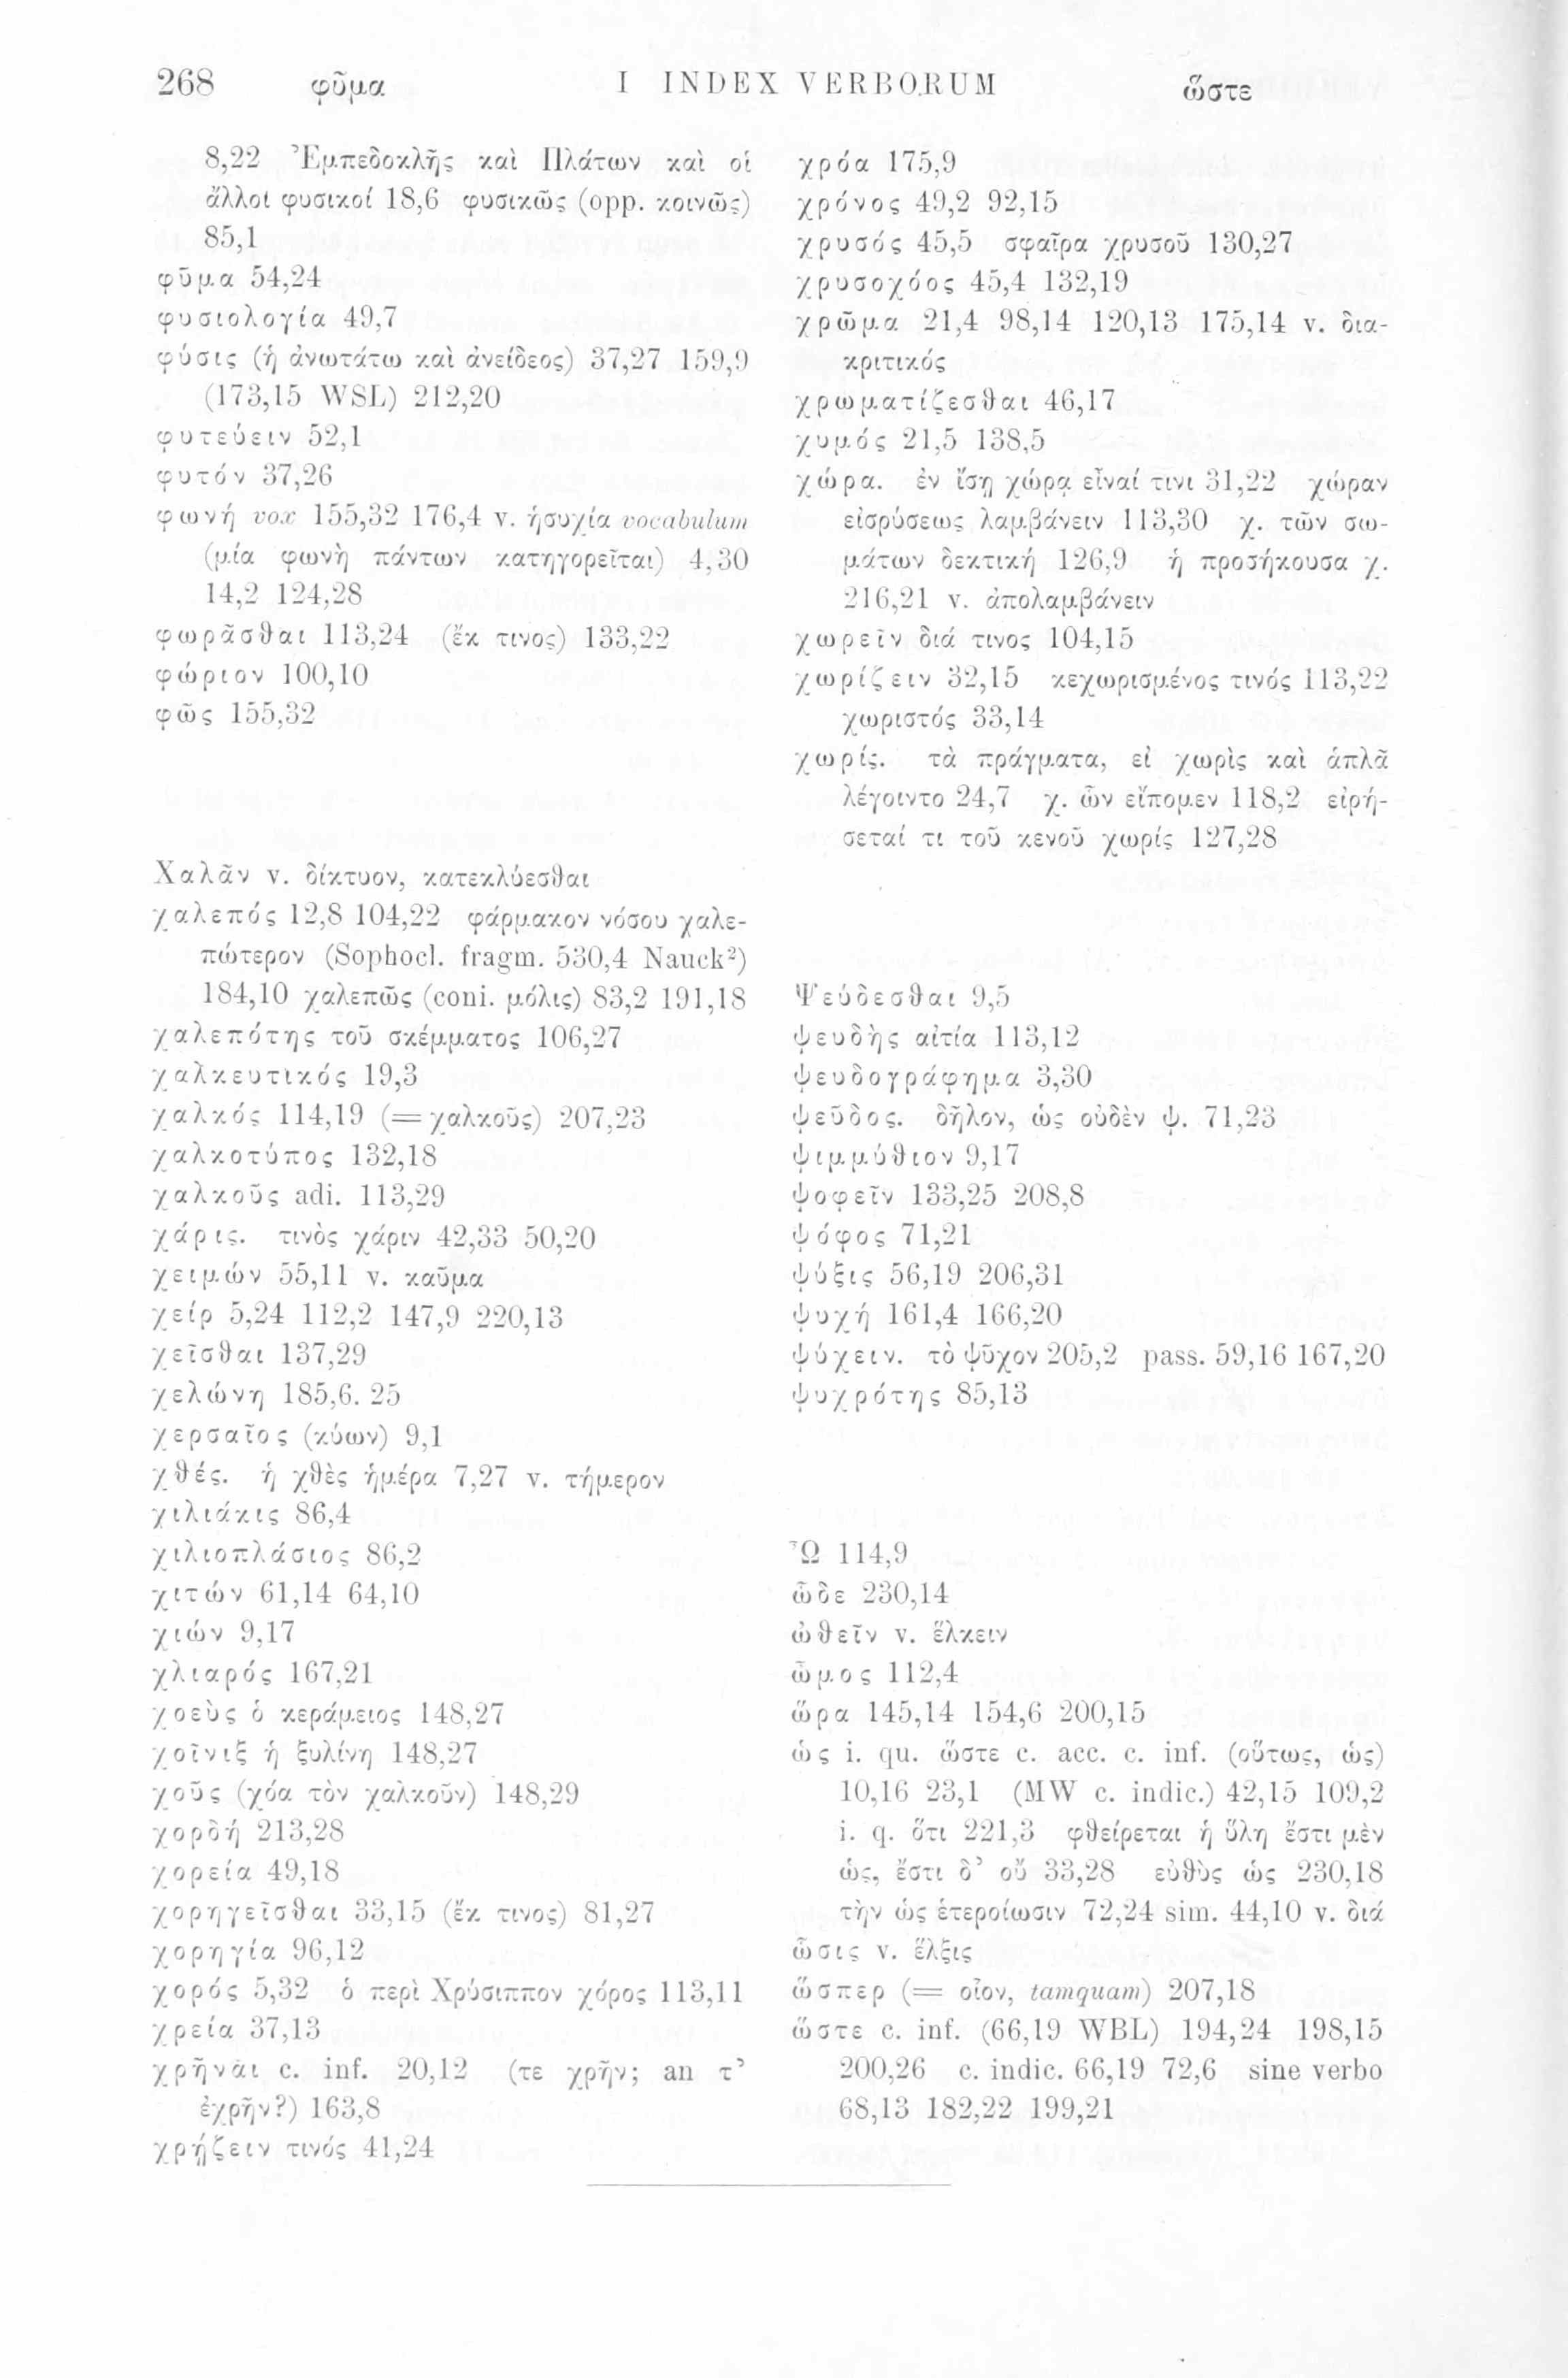 268 φῦμα I INDEX VERBORUM ὥστε
8,22 Ἐμπεδοκλῆς καὶ Πλάτων καὶ οἱ
ἄλλοι φυσικοί 18,6 φυσικῶς (opp. κοινῶς)
85,1
φῦμα 54,24
φυσιολογία 49,7
φύσις (ἡ ἀνωτάτω καὶ ἀνείδεος) 37,27 159,9
(173,15 WSL) 212,20
φυτεύειν 52,1
φυτόν 37,26
φωνή vox 155,32 176,4 v. ἡσυχία vocabulum
(μία φωνὴ πάντων κατηγορεῖται) 4,30
14,2 124,28
φωρᾶσθαι 113,24 (ἔκ τινος) 133,22
φώριον 100,10
φῶς 155,32
Χαλᾶν v. δίκτυον, κατεκλύεσθαι
χαλεπός 12,8 104,22 φάρμακον νόσου χαλε-
πώτερον (Sophocl. fragm. 530,4 Nauck²)
184,10 χαλεπῶς (coni. μόλις) 83,2 191,18
χαλεπότης τοῦ σκέμματος 106,27
χαλκευτικός 19,3
χαλκός 114,19 (= χαλκοῦς) 207,23
χαλκοτύπος 132,18
χαλκοῦς adi. 113,29
χάρις. τινὸς χάριν 42,33 50,20
χειμών 55,11 v. καῦμα
χείρ 5,24 112,2 147,9 220,13
χεῖσθαι 137,29
χελώνη 185,6. 25
χερσαῖος (κύων) 9,1
χθές. ἡ χθὲς ἡμέρα 7,27 v. τήμερον
χιλιάκις 86,4
χιλιοπλάσιος 86,2
χιτών 61,14 64,10
χιών 9,17
χλιαρός 167,21
χοεὺς ὁ κεράμειος 148,27
χοῖνιξ ἡ ξυλίνη 148,27
χοῦς (χόα τὸν χαλκοῦν) 148,29
χορδή 213,28
χορεία 49,18
χορηγεῖσθαι 33,15 (ἔκ τινος) 81,27
χορηγία 96,12
χορός 5,32 ὁ περὶ Χρύσιππον χόρος 113,11
χρεία 37,13
χρῆναι c. inf. 20,12 (τε χρῆν; an τ’
ἐχρῆν?) 163,8
χρῄζειν τινός 41,24
χρόα 175,9
χρόνος 49,2 92,15
χρυσός 45,5 σφαῖρα χρυσοῦ 130,27
χρυσοχόος 45,4 132,19
χρῶμα 21,4 98,14 120,13 175,14 v. δια-
κριτικός
χρωματίζεσθαι 46,17
χυμός 21,5 138,5
χώρα. ἐν ἴσῃ χώρᾳ εἶναί τινι 31,22 χώραν
εἰσρύσεως λαμβάνειν 113,30 χ. τῶν σω-
μάτων δεκτική 126,9 ἡ προσήκουσα χ.
216,21 v. ἀπολαμβάνειν
χωρεῖν διά τινος 104,15
χωρίζειν 32,15 κεχωρισμένος τινός 113,22
χωριστός 33,14
χωρίς. τὰ πράγματα, εἰ χωρὶς καὶ ἁπλᾶ
λέγοιντο 24,7 χ. ὧν εἴπομεν 118,2 εἰρή-
σεταί τι τοῦ κενοῦ χωρίς 127,28
Ψεύδεσθαι 9,5
ψευδὴς αἰτία 113,12
ψευδογράφημα 3,30
ψεῦδος. δῆλον, ὡς οὐδὲν ψ. 71,23
ψιμμύθιον 9,17
ψοφεῖν 133,25 208,8
ψόφος 71,21
ψύξις 56,19 206,31
ψυχή 161,4 166,20
ψύχειν. τὸ ψῦχον 205,2 pass. 59,16 167,20
ψυχρότης 85,13
Ὦ 114,9
ὧδε 230,14
ὠθεῖν v. ἕλκειν
ὦμος 112,4
ὥρα 145,14 154,6 200,15
ὡς i. qu. ὥστε c. acc. c. inf. (οὕτως, ὡς)
10,16 23,1 (MW c. indic.) 42,15 109,2
i. q. ὅτι 221,3 φθείρεται ἡ ὕλη ἔστι μὲν
ὡς, ἔστι δ’ οὔ 33,28 εὐθὺς ὡς 230,18
τὴν ὡς ἑτεροίωσιν 72,24 sim. 44,10 v. διά
ὦσις v. ἕλξις
ὥσπερ (= οἷον, tamquam) 207,18
ὥστε c. inf. (66,19 WBL) 194,24 198,15
200,26 c. indic. 66,19 72,6 sine verbo
68,13 182,22 199,21